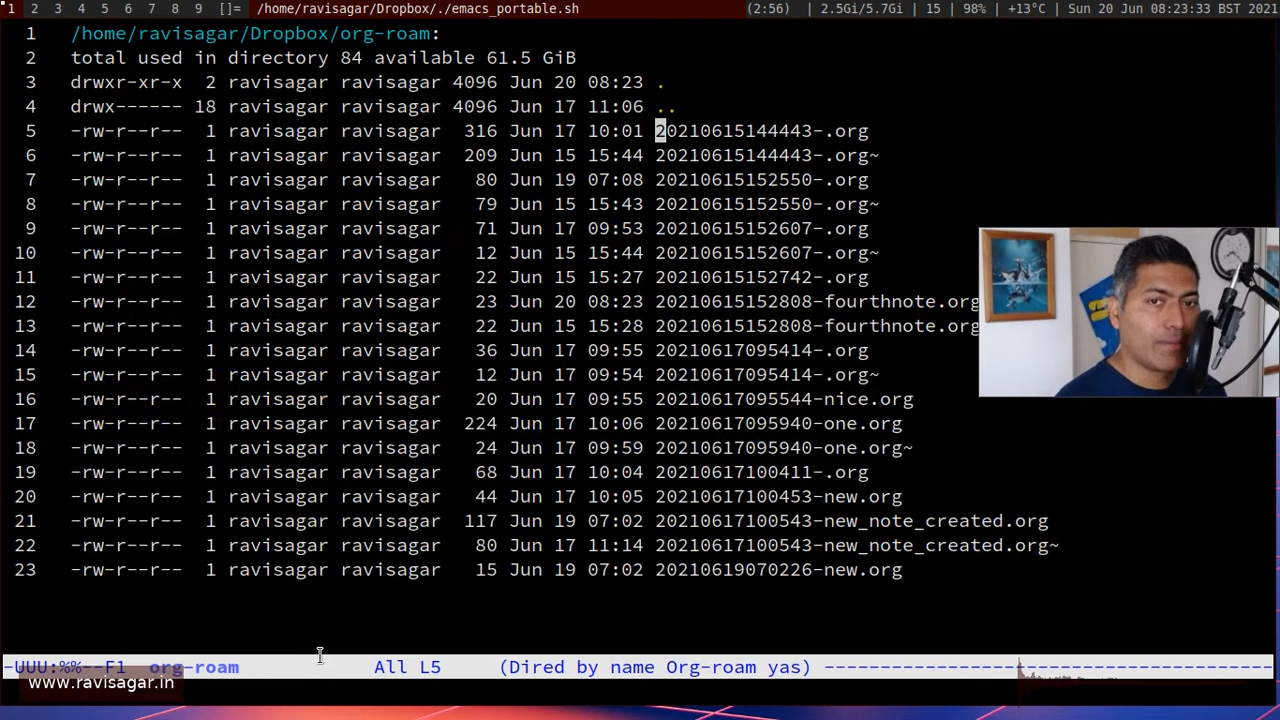 1 2 3 4 5 6 7 8 9 []= /home/ravisagar/Dropbox/./emacs_portable.sh (2:56) | 2.5Gi/5.7Gi | 15 | 98% | +13°C | Sun 20 Jun 08:23:33 BST 2021
1 /home/ravisagar/Dropbox/org-roam:
2 total used in directory 84 available 61.5 GiB
3 drwxr-xr-x 2 ravisagar ravisagar 4096 Jun 20 08:23 .
4 drwx------ 18 ravisagar ravisagar 4096 Jun 17 11:06 ..
5 -rw-r--r-- 1 ravisagar ravisagar 316 Jun 17 10:01 20210615144443-.org
6 -rw-r--r-- 1 ravisagar ravisagar 209 Jun 15 15:44 20210615144443-.org~
7 -rw-r--r-- 1 ravisagar ravisagar 80 Jun 19 07:08 20210615152550-.org
8 -rw-r--r-- 1 ravisagar ravisagar 79 Jun 15 15:43 20210615152550-.org~
9 -rw-r--r-- 1 ravisagar ravisagar 71 Jun 17 09:53 20210615152607-.org
10 -rw-r--r-- 1 ravisagar ravisagar 12 Jun 15 15:44 20210615152607-.org~
11 -rw-r--r-- 1 ravisagar ravisagar 22 Jun 15 15:27 20210615152742-.org
12 -rw-r--r-- 1 ravisagar ravisagar 23 Jun 20 08:23 20210615152808-fourthnote.org
13 -rw-r--r-- 1 ravisagar ravisagar 22 Jun 15 15:28 20210615152808-fourthnote.org
14 -rw-r--r-- 1 ravisagar ravisagar 36 Jun 17 09:55 20210617095414-.org
15 -rw-r--r-- 1 ravisagar ravisagar 12 Jun 17 09:54 20210617095414-.org~
16 -rw-r--r-- 1 ravisagar ravisagar 20 Jun 17 09:55 20210617095544-nice.org
17 -rw-r--r-- 1 ravisagar ravisagar 224 Jun 17 10:06 20210617095940-one.org
18 -rw-r--r-- 1 ravisagar ravisagar 24 Jun 17 09:59 20210617095940-one.org~
19 -rw-r--r-- 1 ravisagar ravisagar 68 Jun 17 10:04 20210617100411-.org
20 -rw-r--r-- 1 ravisagar ravisagar 44 Jun 17 10:05 20210617100453-new.org
21 -rw-r--r-- 1 ravisagar ravisagar 117 Jun 19 07:02 20210617100543-new_note_created.org
22 -rw-r--r-- 1 ravisagar ravisagar 80 Jun 17 11:14 20210617100543-new_note_created.org~
23 -rw-r--r-- 1 ravisagar ravisagar 15 Jun 19 07:02 20210619070226-new.org
-UUU:%%--F1 org-roam All L5 (Dired by name Org-roam yas) ----------------------------------------
www.ravisagar.in